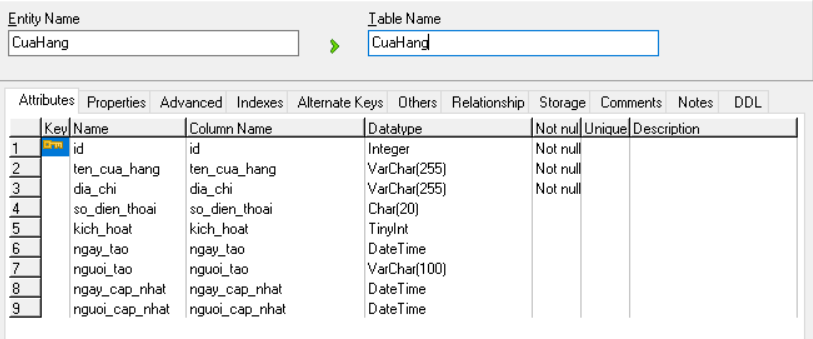 Entity Name Table Name
CuaHang CuaHang
Attributes Properties Advanced Indexes Alternate Keys Others Relationship Storage Comments Notes DDL
Key Name Column Name Datatype Not nul Unique Description
1 id id Integer Not null
2 ten_cua_hang ten_cua_hang VarChar(255) Not null
3 dia_chi dia_chi VarChar(255) Not null
4 so_dien_thoai so_dien_thoai Char(20)
5 kich_hoat kich_hoat TinyInt
6 ngay_tao ngay_tao DateTime
7 nguoi_tao nguoi_tao VarChar(100)
8 ngay_cap_nhat ngay_cap_nhat DateTime
9 nguoi_cap_nhat nguoi_cap_nhat DateTime